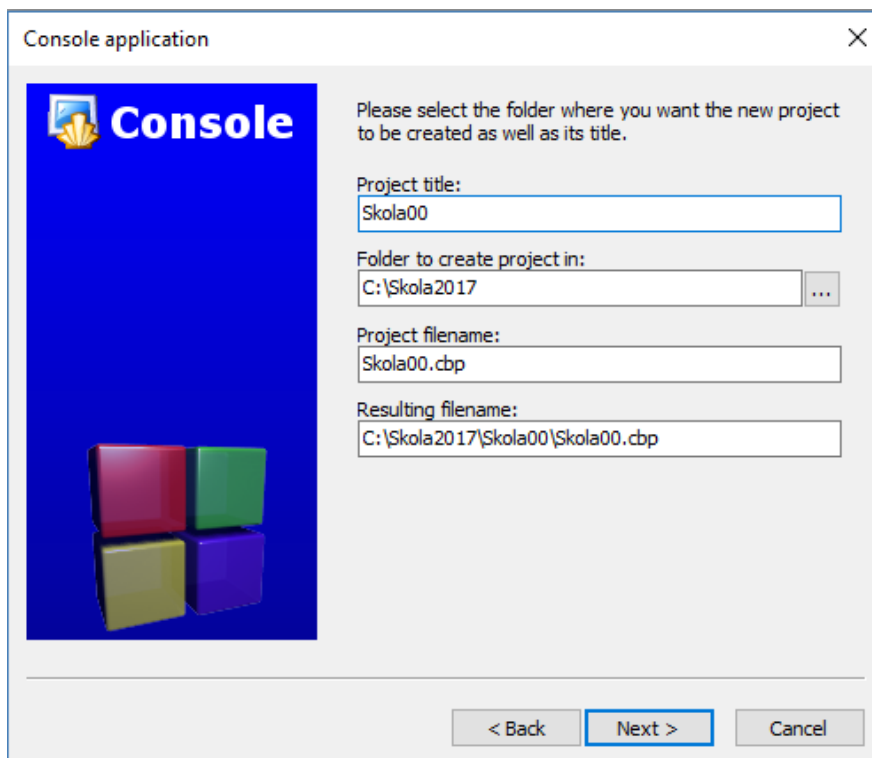 Console application
Console
Please select the folder where you want the new project
to be created as well as its title.
Project title:
Skola00
Folder to create project in:
C:\Skola2017
...
Project filename:
Skola00.cbp
Resulting filename:
C:\Skola2017\Skola00\Skola00.cbp
< Back Next > Cancel